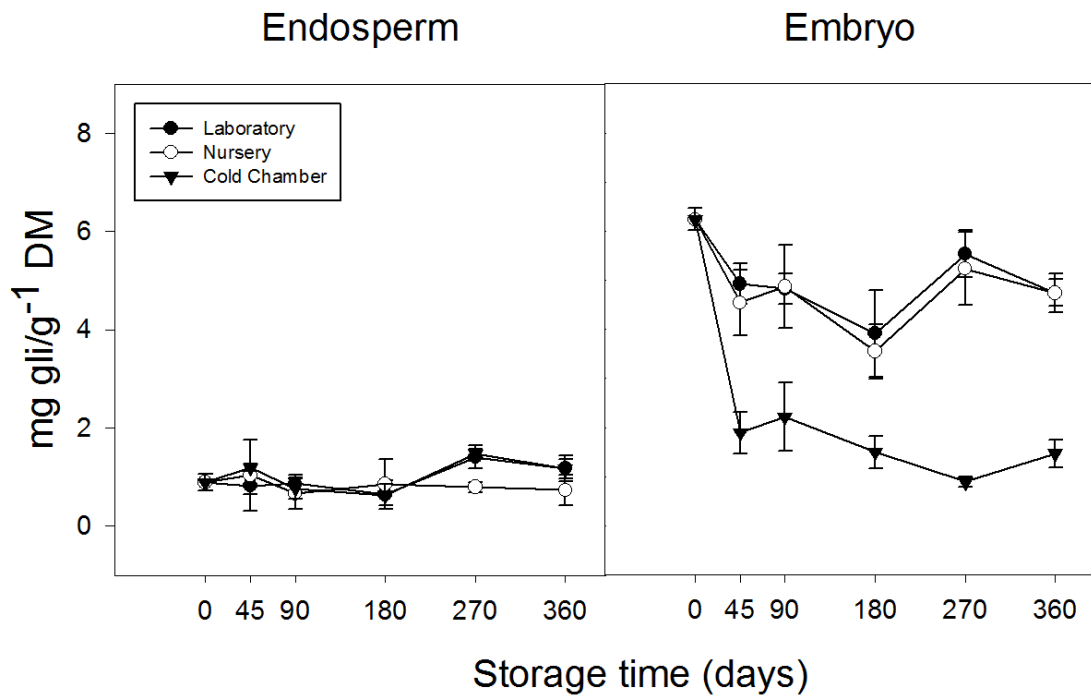 Endosperm Embryo
Laboratory
Nursery
Cold Chamber
8
6
4
2
0
mg gli/g⁻¹ DM
0 45 90 180 270 360 0 45 90 180 270 360
Storage time (days)